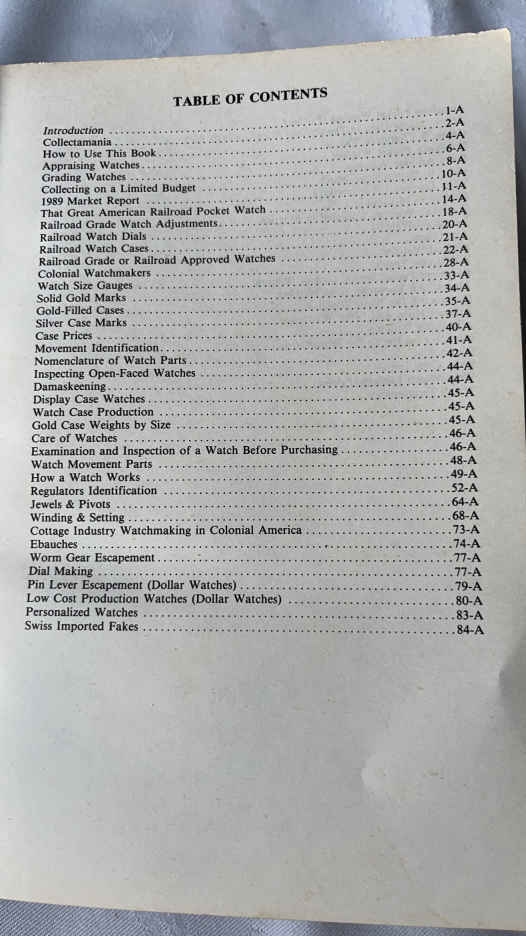 TABLE OF CONTENTS
Introduction ........ 1-A
Collectamania ........ 2-A
How to Use This Book ........ 4-A
Appraising Watches ........ 6-A
Grading Watches ........ 8-A
Collecting on a Limited Budget ........ 10-A
1989 Market Report ........ 11-A
That Great American Railroad Pocket Watch ........ 14-A
Railroad Grade Watch Adjustments ........ 18-A
Railroad Watch Dials ........ 20-A
Railroad Watch Cases ........ 21-A
Railroad Grade or Railroad Approved Watches ........ 22-A
Colonial Watchmakers ........ 28-A
Watch Size Gauges ........ 33-A
Solid Gold Marks ........ 34-A
Gold-Filled Cases ........ 35-A
Silver Case Marks ........ 37-A
Case Prices ........ 40-A
Movement Identification ........ 41-A
Nomenclature of Watch Parts ........ 42-A
Inspecting Open-Faced Watches ........ 44-A
Damaskeening ........ 44-A
Display Case Watches ........ 45-A
Watch Case Production ........ 45-A
Gold Case Weights by Size ........ 45-A
Care of Watches ........ 46-A
Examination and Inspection of a Watch Before Purchasing ........ 46-A
Watch Movement Parts ........ 48-A
How a Watch Works ........ 49-A
Regulators Identification ........ 52-A
Jewels & Pivots ........ 64-A
Winding & Setting ........ 68-A
Cottage Industry Watchmaking in Colonial America ........ 73-A
Ebauches ........ 74-A
Worm Gear Escapement ........ 77-A
Dial Making ........ 77-A
Pin Lever Escapement (Dollar Watches) ........ 79-A
Low Cost Production Watches (Dollar Watches) ........ 80-A
Personalized Watches ........ 83-A
Swiss Imported Fakes ........ 84-A